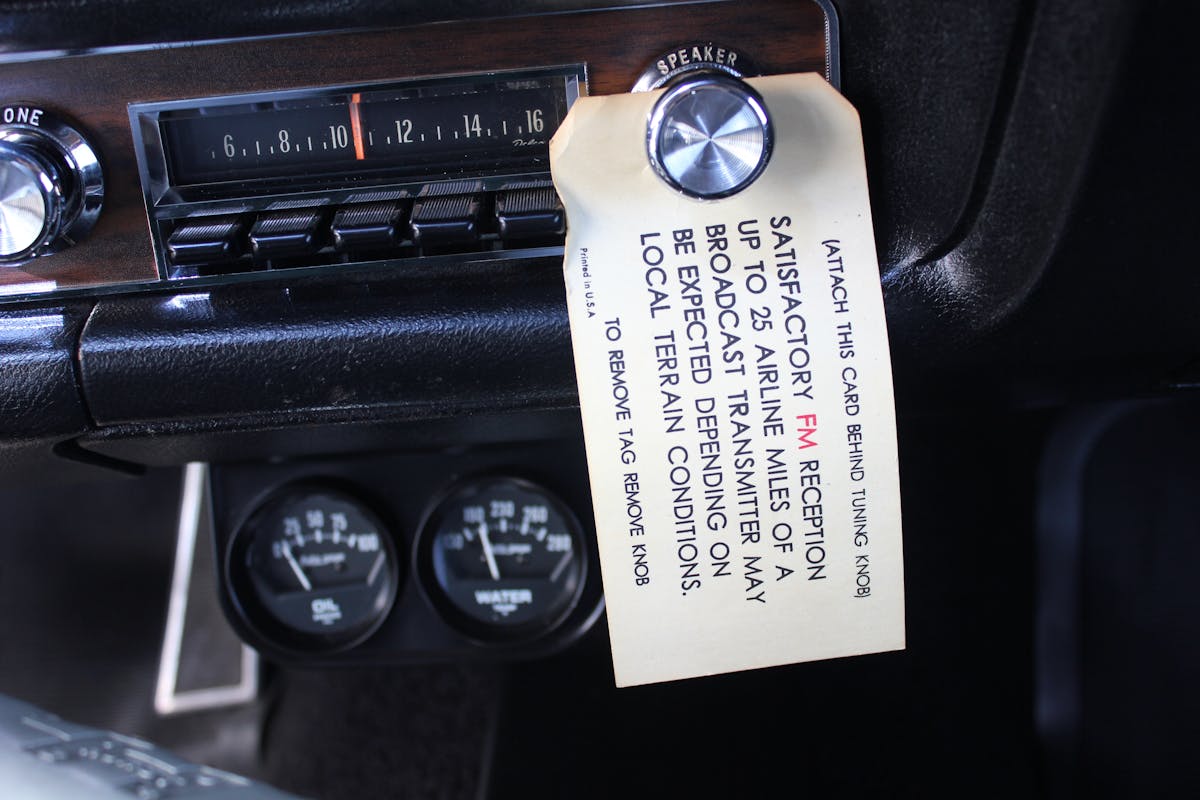 SPEAKER
ONE
6 8 10 12 14 16
(ATTACH THIS CARD BEHIND TUNING KNOB)
SATISFACTORY FM RECEPTION
UP TO 25 AIRLINE MILES OF A
BROADCAST TRANSMITTER MAY
BE EXPECTED DEPENDING ON
LOCAL TERRAIN CONDITIONS.
TO REMOVE TAG REMOVE KNOB
Printed in U.S.A
0 25 50 75 100
OIL
230 260 280
WATER